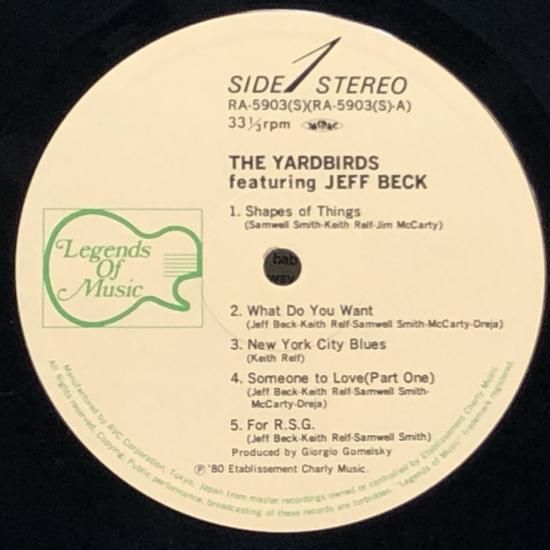 SIDE 1 STEREO
RA-5903(S)(RA-5903(S)-A)
33⅓rpm
THE YARDBIRDS
featuring JEFF BECK
1. Shapes of Things
(Samwell Smith-Keith Relf-Jim McCarty)
Legends
Of
Music
2. What Do You Want
(Jeff Beck-Keith Relf-Samwell Smith-McCarty-Dreja)
3. New York City Blues
(Keith Relf)
4. Someone to Love(Part One)
(Jeff Beck-Keith Relf-Samwell Smith-
McCarty-Dreja)
5. For R.S.G.
(Jeff Beck-Keith Relf-Samwell Smith)
Produced by Giorgio Gomelsky
Ⓟ'80 Etablissement Charly Music.
Manufactured by RVC Corporation, Tokyo, Japan from master recordings owned or controlled by Etablissement Charly Music.
All rights reserved, Copying, Public performance, broadcasting of these records are forbidden. "Legends of Music" trademark registered